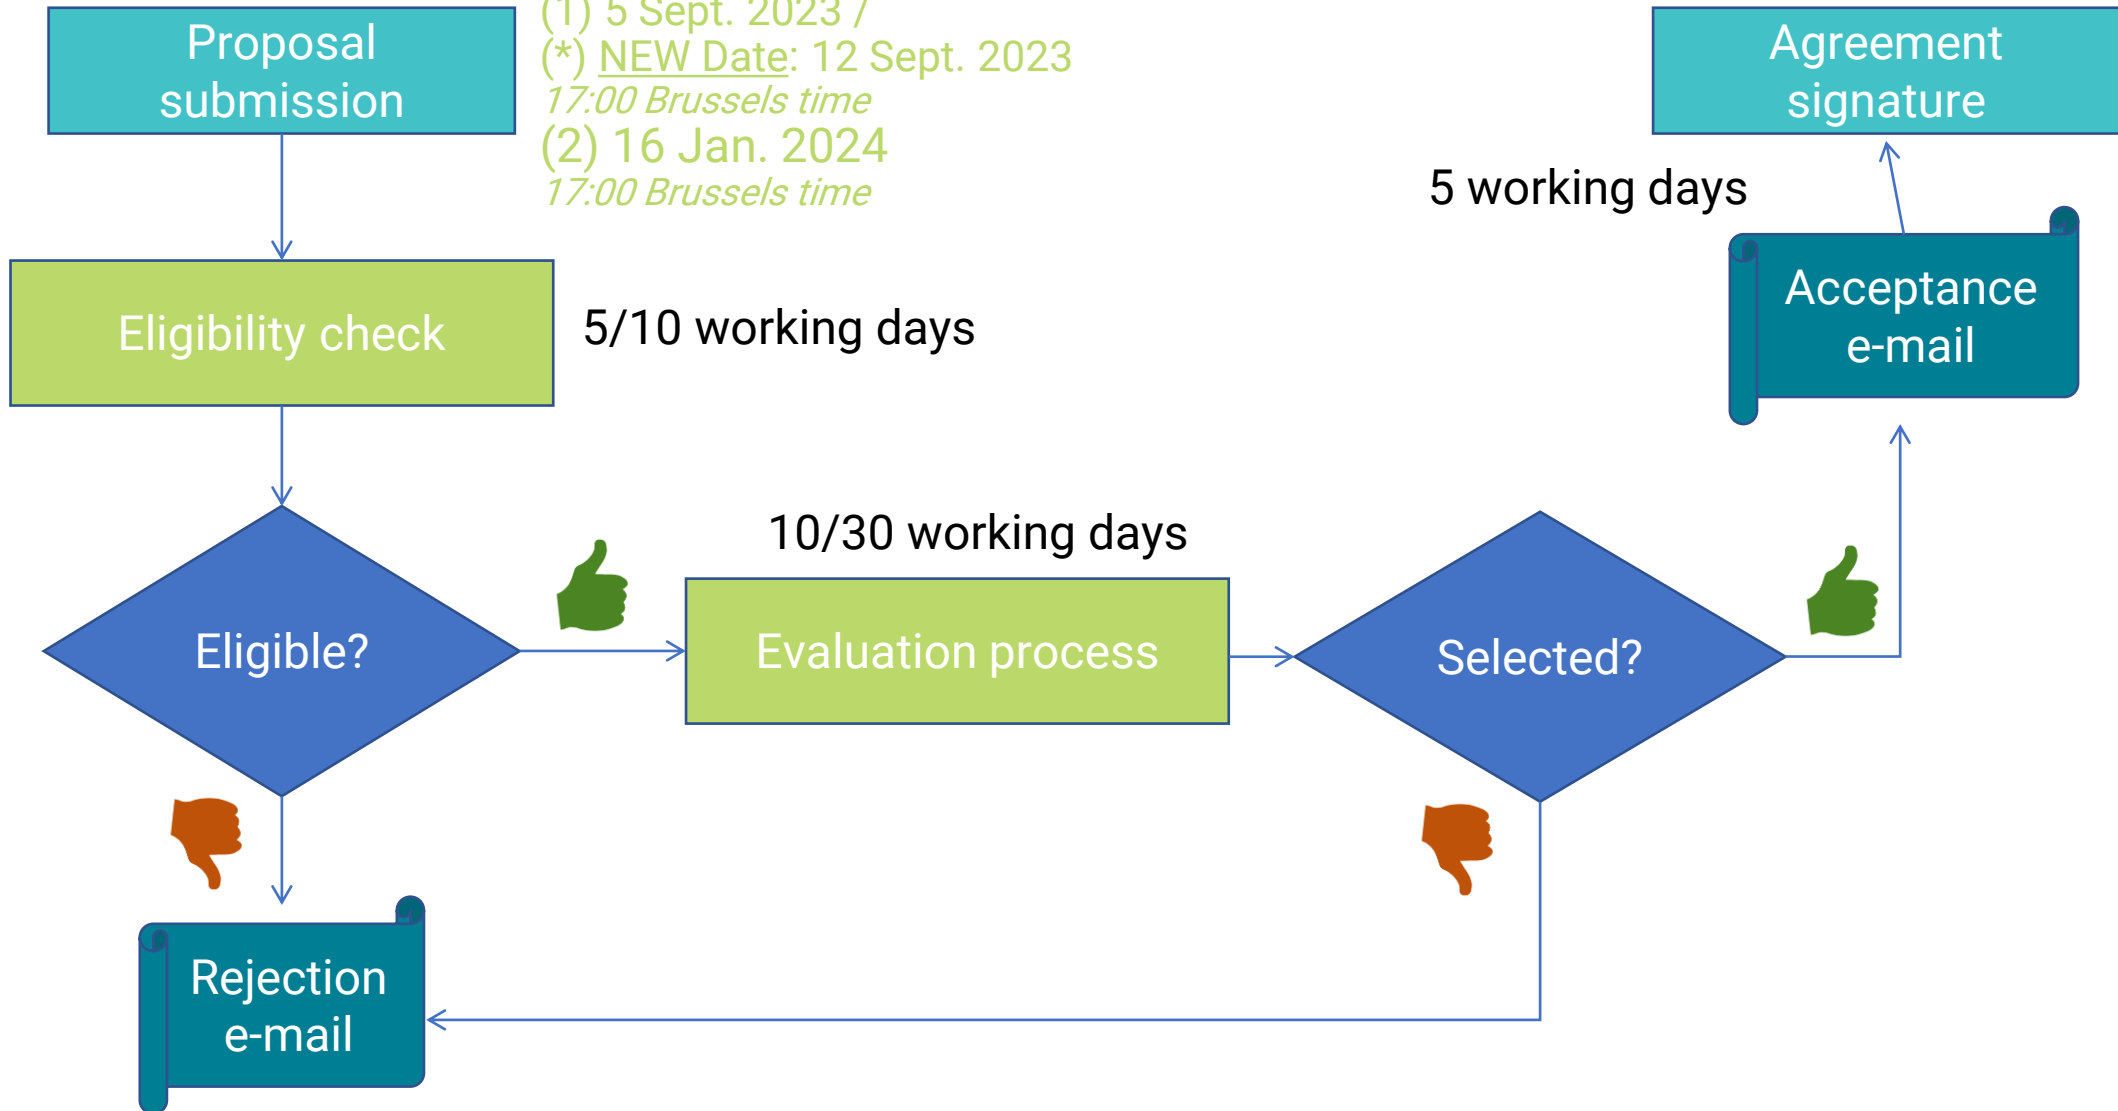 Proposal
submission
(1) 5 Sept. 2023 /
(*) NEW Date: 12 Sept. 2023
17:00 Brussels time
(2) 16 Jan. 2024
17:00 Brussels time
Agreement
signature
5 working days
Acceptance
e-mail
Eligibility check
5/10 working days
10/30 working days
Eligible?
Evaluation process
Selected?
Rejection
e-mail